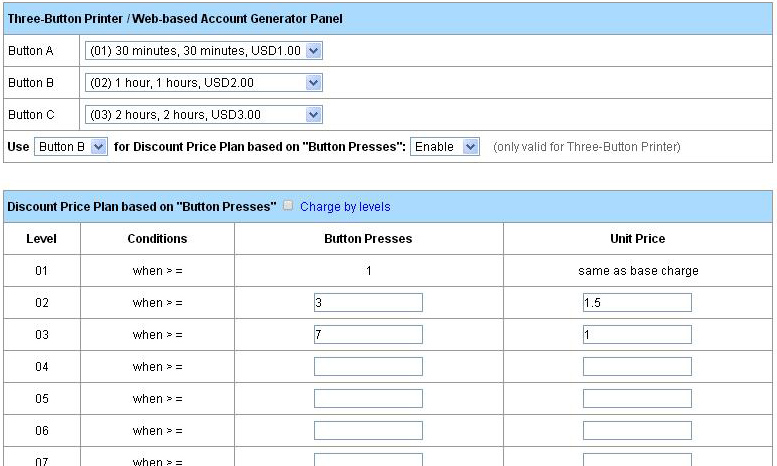 Three-Button Printer / Web-based Account Generator Panel
Button A (01) 30 minutes, 30 minutes, USD1.00
Button B (02) 1 hour, 1 hours, USD2.00
Button C (03) 2 hours, 2 hours, USD3.00
Use Button B for Discount Price Plan based on "Button Presses": Enable (only valid for Three-Button Printer)
Discount Price Plan based on "Button Presses" Charge by levels
Level Conditions Button Presses Unit Price
01 when > = 1 same as base charge
02 when > = 3 1.5
03 when > = 7 1
04 when > =
05 when > =
06 when > =
07 when > =